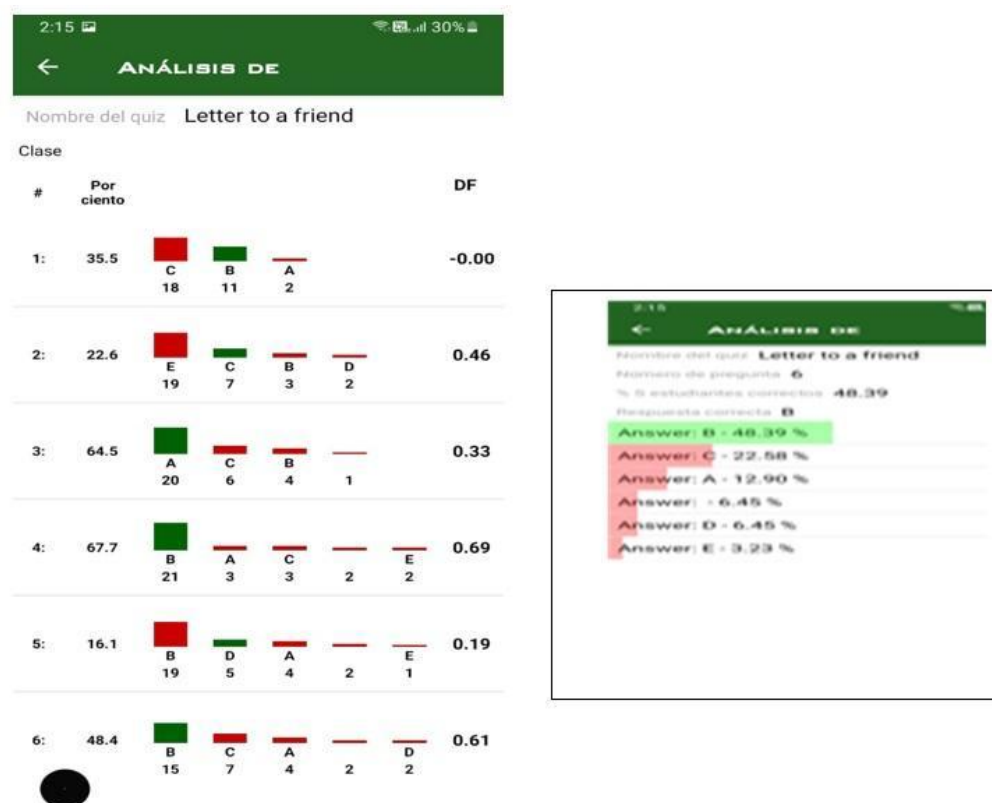 2:15 30%
ANÁLISIS DE
Nombre del quiz Letter to a friend
Clase
# Por ciento DF
1: 35.5 C B A -0.00
18 11 2
2: 22.6 E C B D 0.46
19 7 3 2
3: 64.5 A C B 0.33
20 6 4 1
4: 67.7 B A C E 0.69
21 3 3 2 2
5: 16.1 B D A E 0.19
19 5 4 2 1
6: 48.4 B C A D 0.61
15 7 4 2 2
2:15
ANÁLISIS DE
Nombre del quiz Letter to a friend
Número de pregunta 6
% S estudiantes correctos 48.39
Respuesta correcta B
Answer: B - 48.39 %
Answer: C - 22.58 %
Answer: A - 12.90 %
Answer: - 6.45 %
Answer: D - 6.45 %
Answer: E - 3.23 %